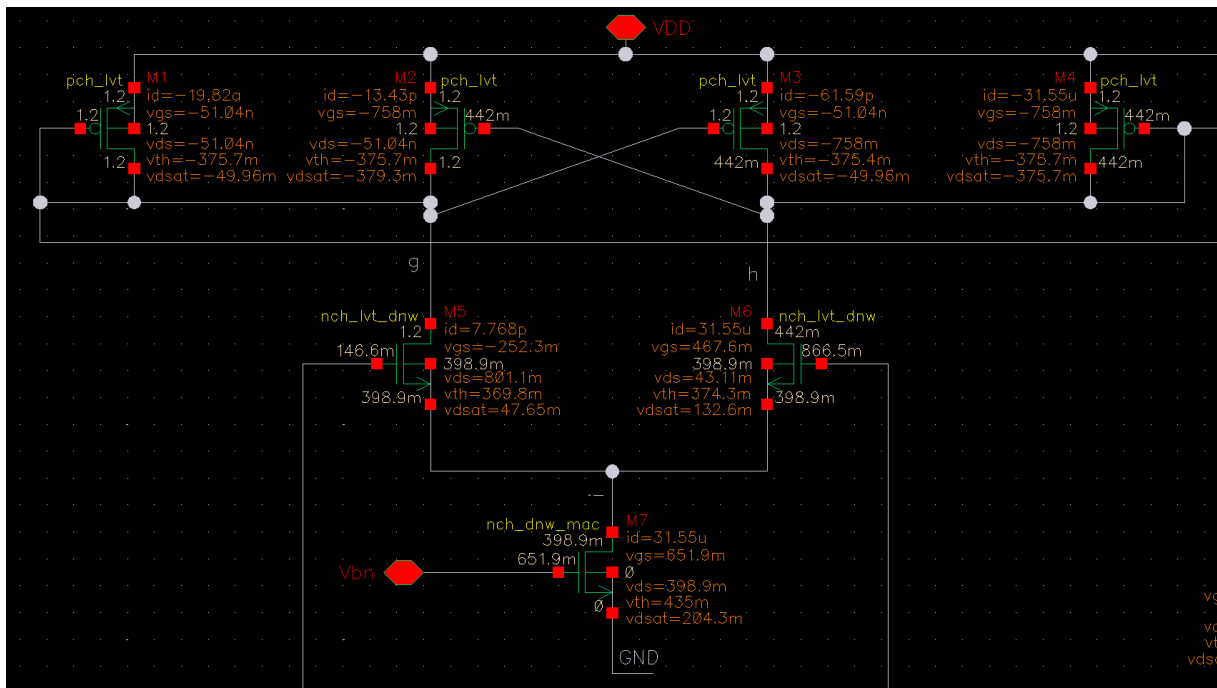 VDD
pch_lvt
M1
1.2
id=-19.82a
1.2
vgs=-51.04n
1.2
vds=-51.04n
vth=-375.7m
1.2
vdsat=-49.96m
M2
id=-13.43p
1.2
vgs=-758m
442m
1.2
vds=-51.04n
vth=-375.7m
1.2
vdsat=-379.3m
pch_lvt
M3
1.2
id=-61.59p
1.2
vgs=-51.04n
1.2
vds=-758m
vth=-375.4m
442m
vdsat=-49.96m
M4
pch_lvt
id=-31.55u
1.2
vgs=-758m
442m
1.2
vds=-758m
vth=-375.7m
442m
vdsat=-375.7m
g
h
nch_lvt_dnw
M5
1.2
id=7.768p
146.6m
vgs=-252.3m
398.9m
vds=801.1m
vth=369.8m
398.9m
vdsat=47.65m
M6
nch_lvt_dnw
id=31.55u
442m
vgs=467.6m
866.5m
398.9m
vds=43.11m
vth=374.3m
398.9m
vdsat=132.6m
i
nch_dnw_mac
M7
398.9m
id=31.55u
651.9m
vgs=651.9m
Vbn
0
vds=398.9m
vth=435m
0
vdsat=204.3m
GND
vg
vd
vt
vdsa